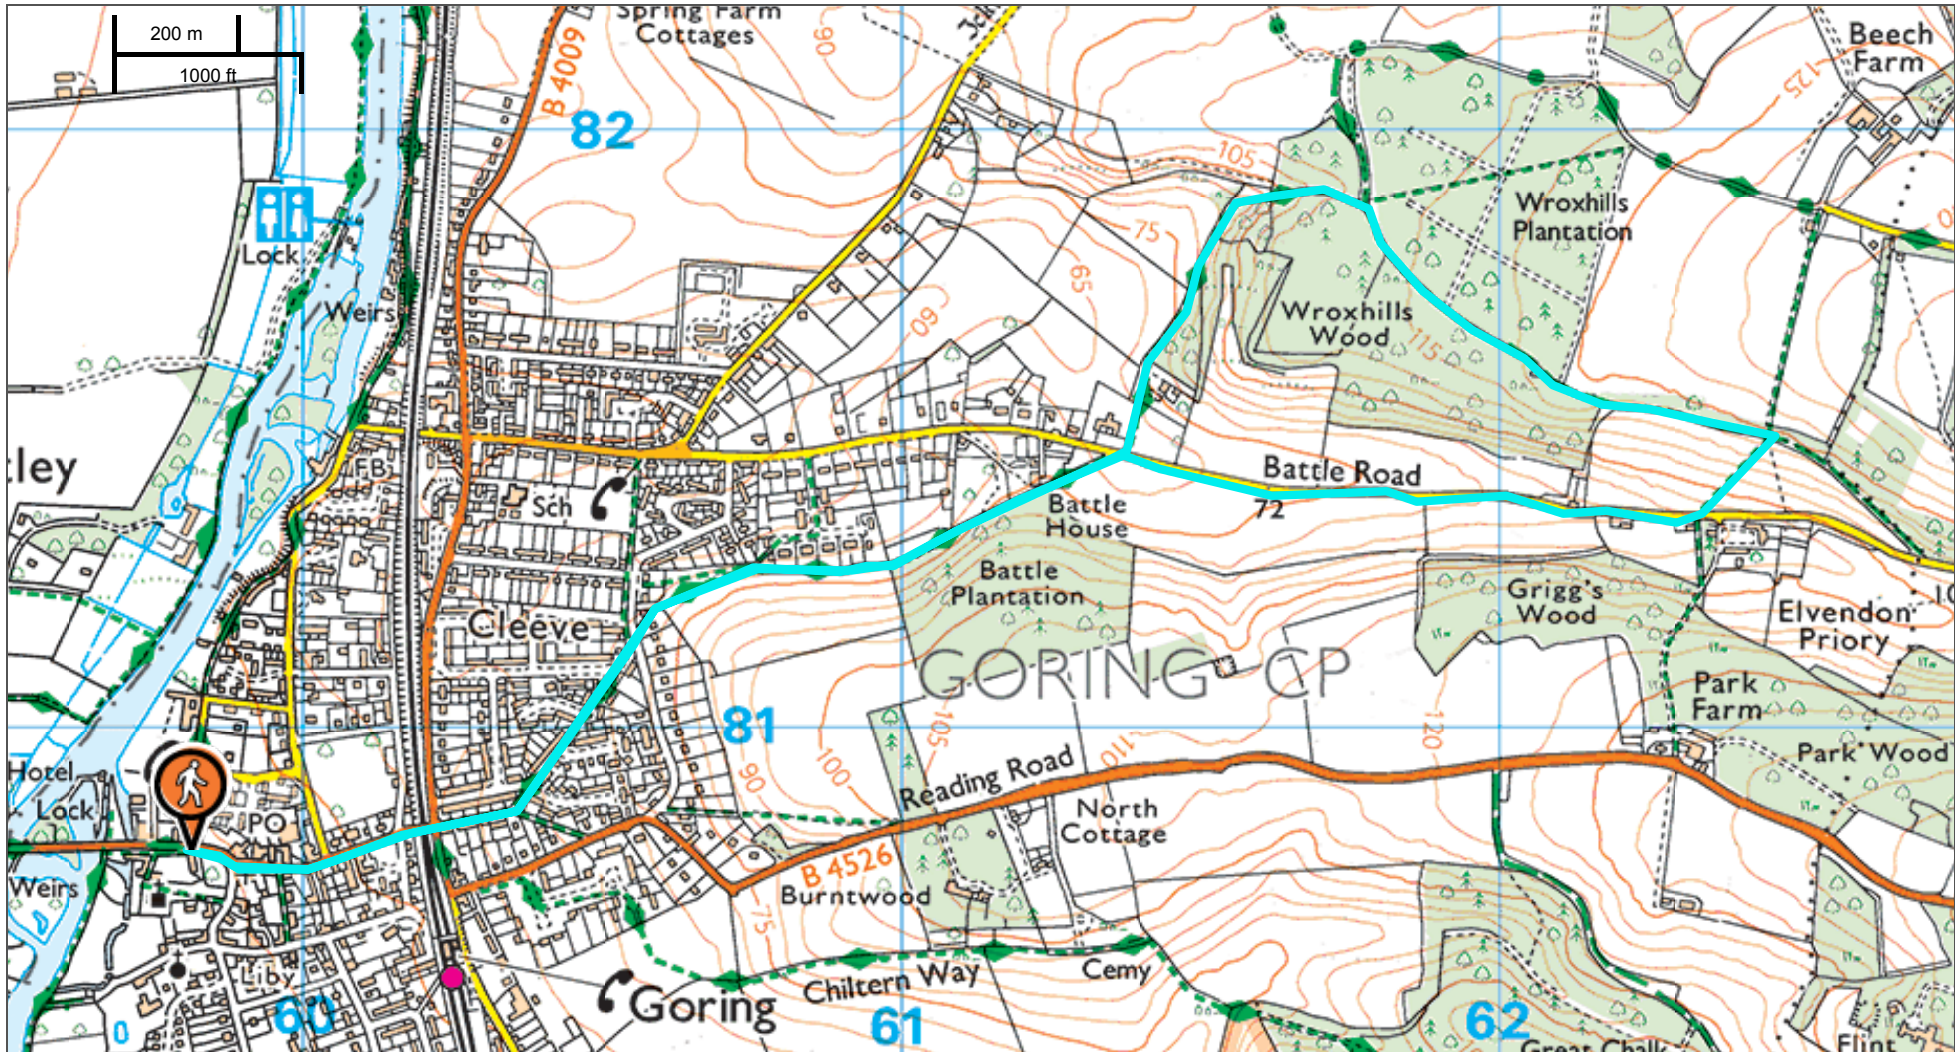 200 m
1000 ft
Spring Farm
Cottages
B 4009
90
82
Beech
Farm
125
105
Wroxhills
Plantation
Lock
75
65
60
Weirs
Wroxhills
Wood
115
tley
FB
Sch
Battle Road
72
Battle
House
Battle
Plantation
Cleeve
Grigg's
Wood
Elvendon
Priory
GORING CP
Park
Farm
81
105
110
120
90
100
Park Wood
Hotel
Lock
PO
Reading Road
North
Cottage
B 4526
Weirs
Burntwood
75
Liby
Chiltern Way
Cemy
Goring
60
61
62
Great Chalk
Flint